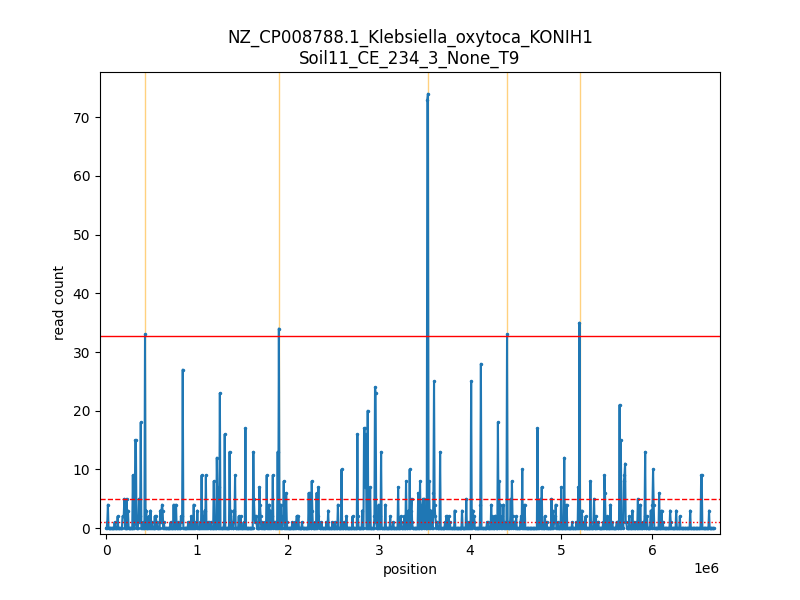 NZ_CP008788.1_Klebsiella_oxytoca_KONIH1
Soil11_CE_234_3_None_T9
70
60
50
40
30
20
10
0
read count
0 1 2 3 4 5 6
1e6
position